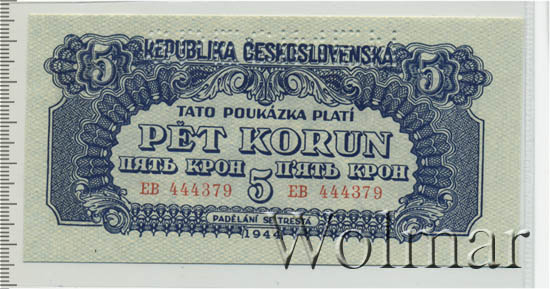 REPUBLIKA ČESKOSLOVENSKÁ
5 5
TATO POUKÁZKA PLATÍ
PĚT KORUN
ПЯТЬ КРОН П'ЯТЬ КРОН
EB 444379 5 EB 444379
PADĚLÁNÍ SE TRESTÁ
1944
Wolmar